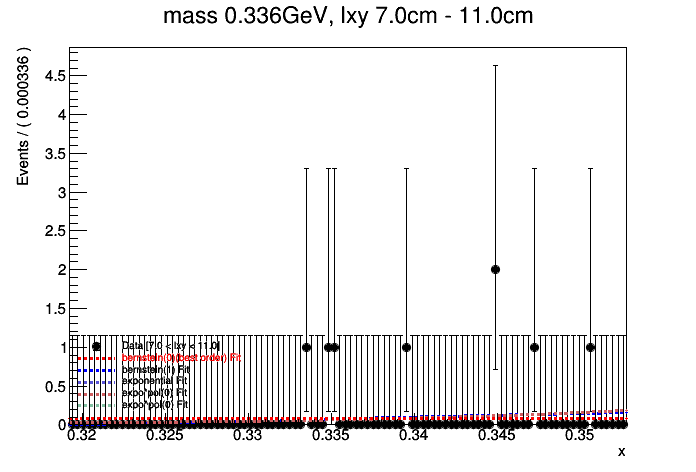 mass 0.336GeV, lxy 7.0cm - 11.0cm
Events / ( 0.000336 )
4.5
4
3.5
3
2.5
2
1.5
1
0.5
0
Data [7.0 < lxy < 11.0]
bernstein(0)(best order) Fit
bernstein(1) Fit
exponential Fit
expo*pol(0) Fit
expo*pol(0) Fit
0.32 0.325 0.33 0.335 0.34 0.345 0.35
x